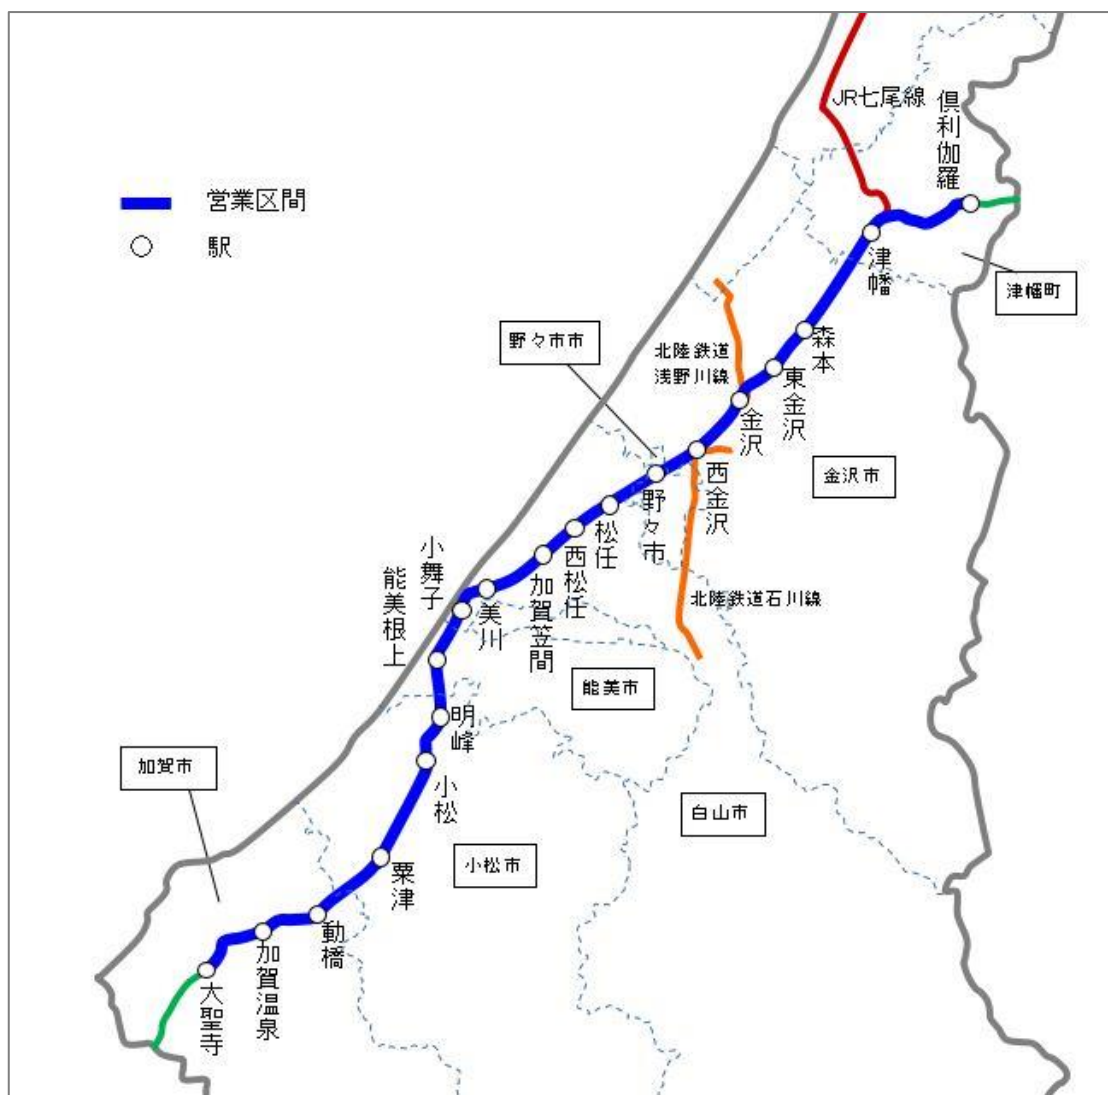 JR七尾線
倶利伽羅
営業区間
駅
津幡
津幡町
森本
野々市市
北陸鉄道
浅野川線
東金沢
金沢
金沢市
西金沢
野々市
松任
西松任
加賀笠間
北陸鉄道石川線
小舞子
能美根上
美川
能美市
明峰
加賀市
小松
白山市
小松市
粟津
動橋
加賀温泉
大聖寺